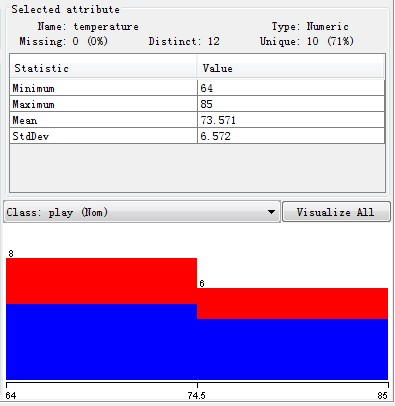 Selected attribute
Name: temperature Type: Numeric
Missing: 0 (0%) Distinct: 12 Unique: 10 (71%)
Statistic Value
Minimum 64
Maximum 85
Mean 73.571
StdDev 6.572
Class: play (Nom) Visualize All
8
6
64 74.5 85